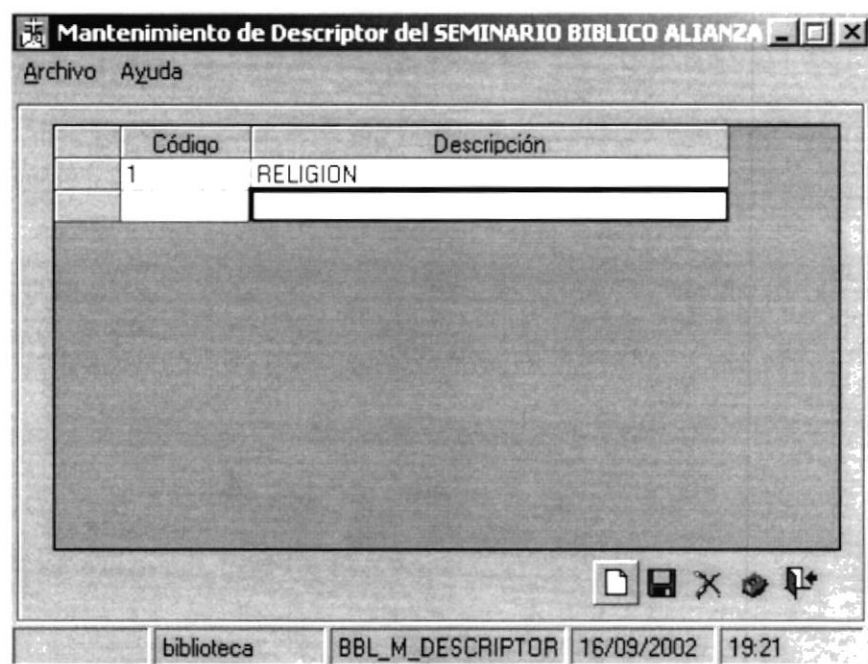 Mantenimiento de Descriptor del SEMINARIO BIBLICO ALIANZA
Archivo Ayuda
Código Descripción
1 RELIGION
biblioteca BBL_M_DESCRIPTOR 16/09/2002 19:21